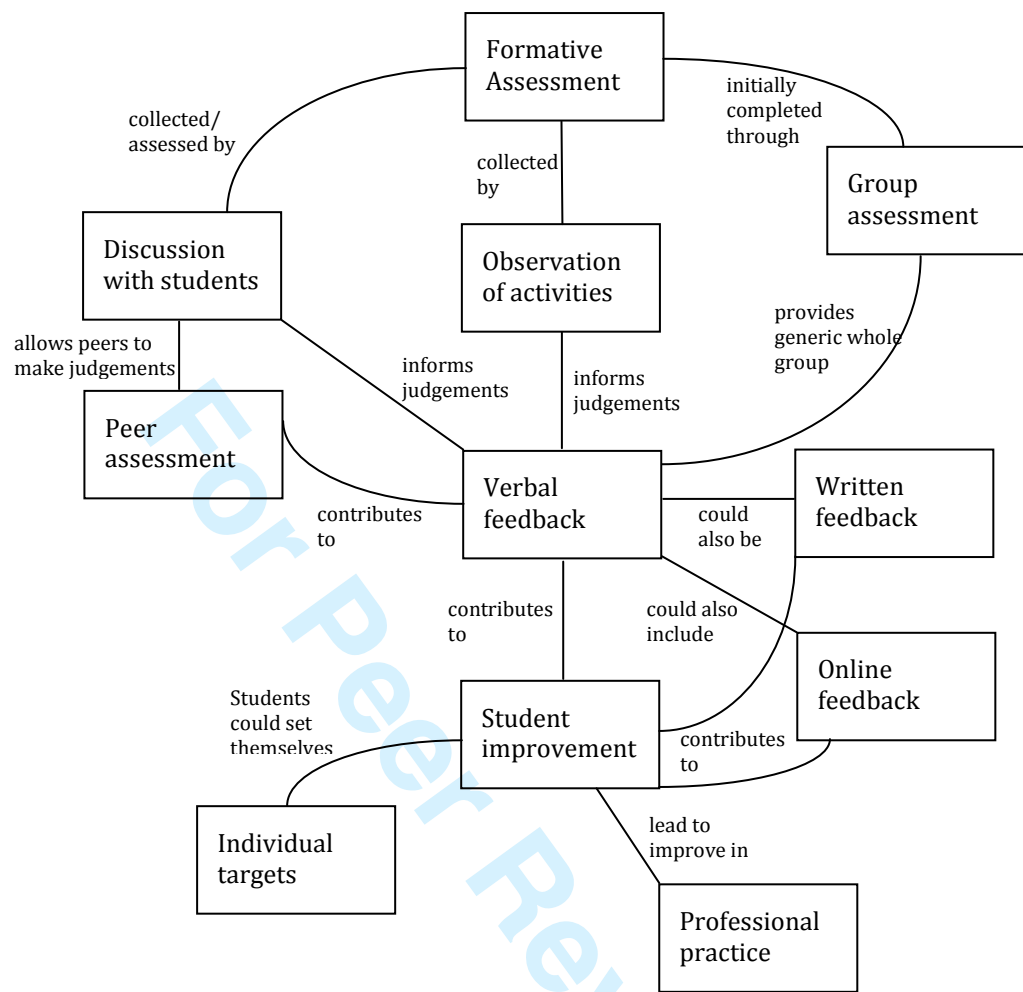 Formative
Assessment
initially
completed
through
collected/
assessed by
collected
by
Group
assessment
Discussion
with students
Observation
of activities
provides
generic whole
group
allows peers to
make judgements
informs
judgements
informs
judgements
Peer
assessment
Verbal
feedback
Written
feedback
contributes
to
could
also be
contributes
to
could also
include
Online
feedback
Students
could set
themselves
Student
improvement
contributes
to
Individual
targets
lead to
improve in
Professional
practice
For Peer Rev